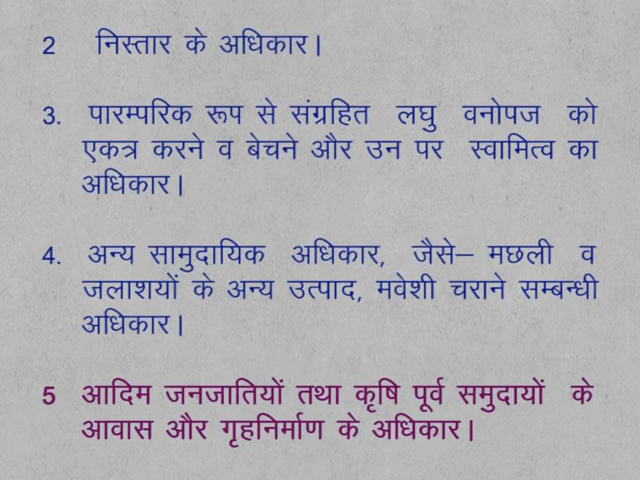 2 निस्तार के अधिकार।
3. पारम्परिक रूप से संग्रहित लघु वनोपज को
एकत्र करने व बेचने और उन पर स्वामित्व का
अधिकार।
4. अन्य सामुदायिक अधिकार, जैसे– मछली व
जलाशयों के अन्य उत्पाद, मवेशी चराने सम्बन्धी
अधिकार।
5 आदिम जनजातियों तथा कृषि पूर्व समुदायों के
आवास और गृहनिर्माण के अधिकार।